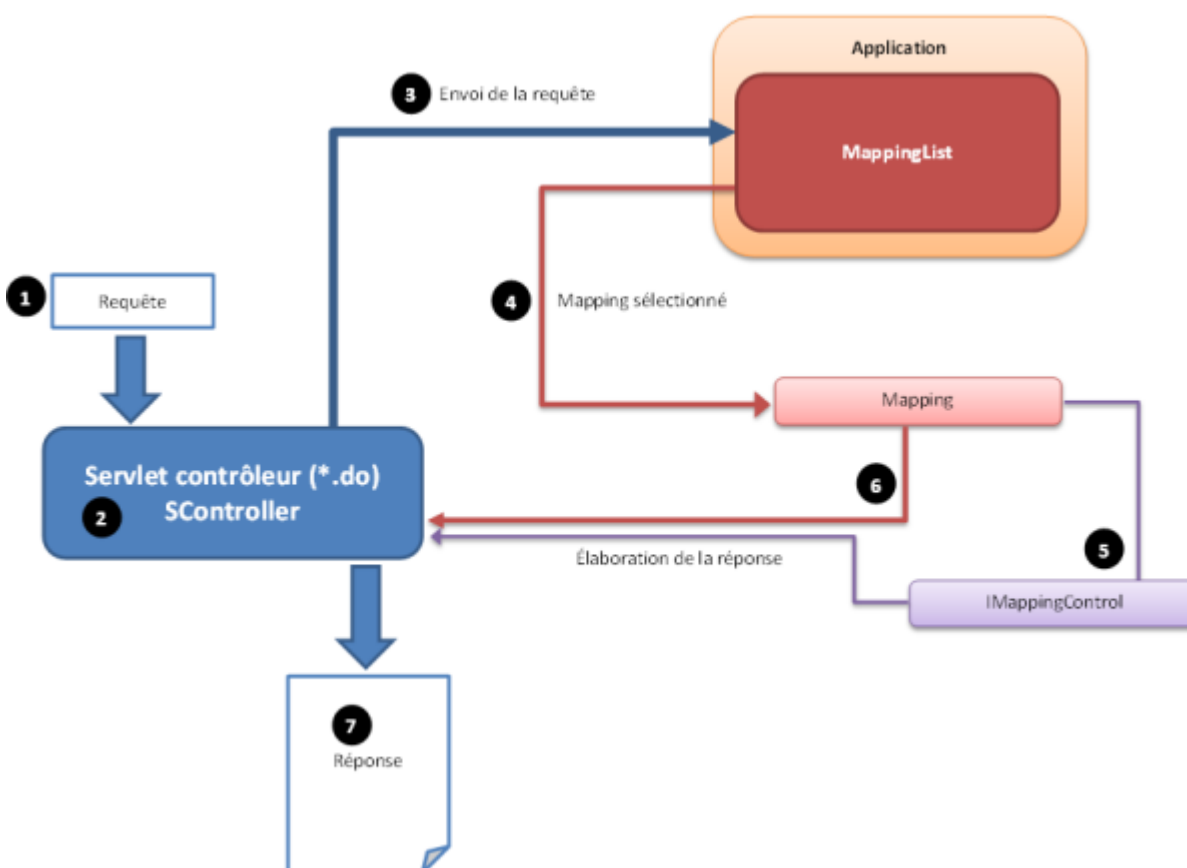 Application
3 Envoi de la requête
MappingList
1 Requête
4 Mapping sélectionné
Mapping
Servlet contrôleur (*.do)
2 SController
6
Élaboration de la réponse
5
IMappingControl
7
Réponse